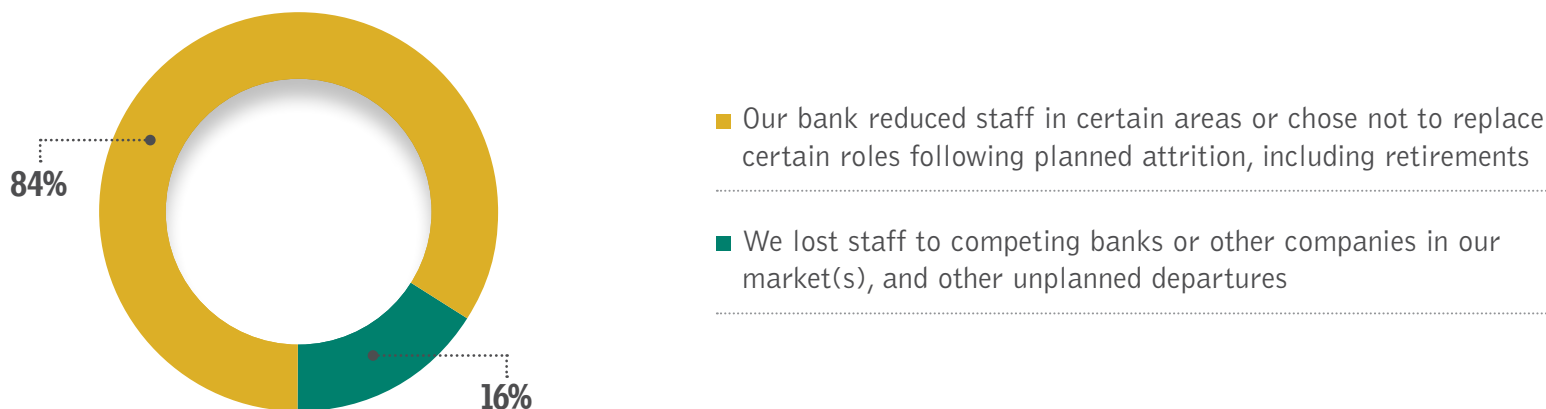 84%
16%
Our bank reduced staff in certain areas or chose not to replace
certain roles following planned attrition, including retirements
We lost staff to competing banks or other companies in our
market(s), and other unplanned departures